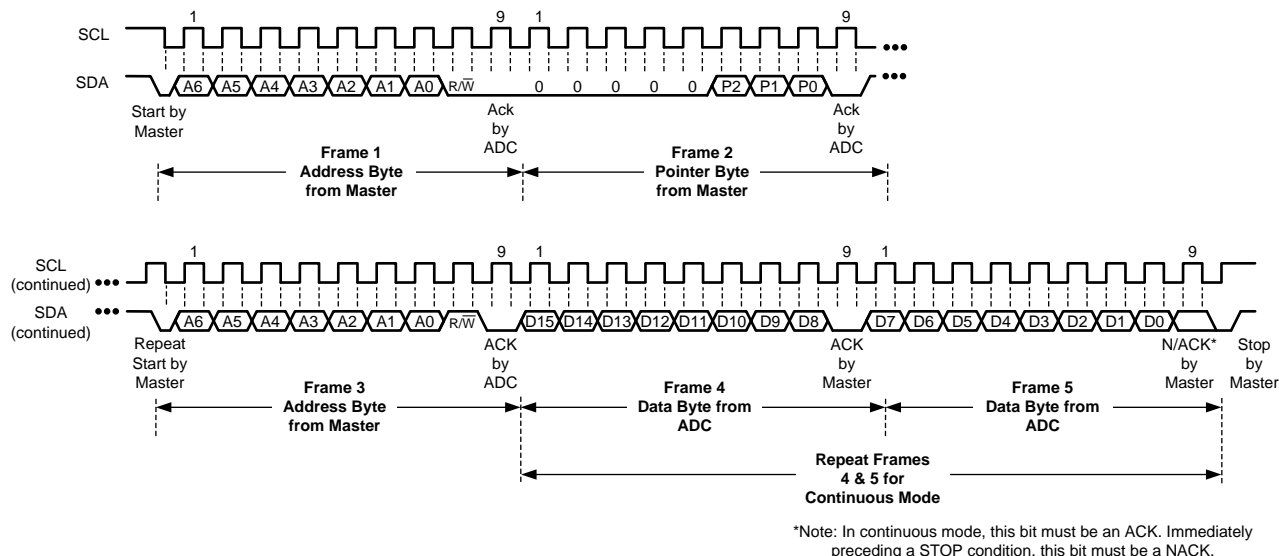 1 9 1 9
SCL
SDA A6 A5 A4 A3 A2 A1 A0 R/W̅ 0 0 0 0 0 P2 P1 P0
Start by
Master
Ack
by
ADC
Ack
by
ADC
Frame 1
Address Byte
from Master
Frame 2
Pointer Byte
from Master
1 9 1 9 1 9
SCL
(continued)
SDA
(continued)
A6 A5 A4 A3 A2 A1 A0 R/W̅ D15 D14 D13 D12 D11 D10 D9 D8 D7 D6 D5 D4 D3 D2 D1 D0
Repeat
Start by
Master
ACK
by
ADC
ACK
by
Master
N/ACK*
by
Master
Stop
by
Master
Frame 3
Address Byte
from Master
Frame 4
Data Byte from
ADC
Frame 5
Data Byte from
ADC
Repeat Frames
4 & 5 for
Continuous Mode
*Note: In continuous mode, this bit must be an ACK. Immediately
preceding a STOP condition, this bit must be a NACK.